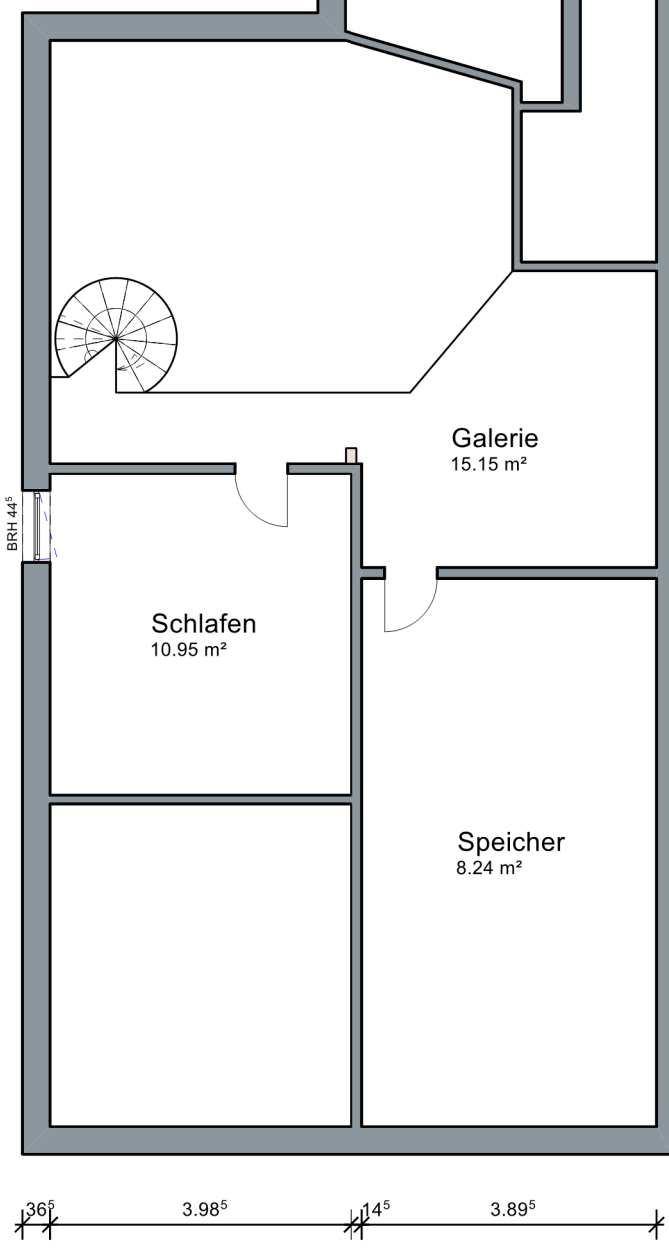 Galerie
15.15 m²
BRH 44⁵
Schlafen
10.95 m²
Speicher
8.24 m²
36⁵ 3.98⁵ 14⁵ 3.89⁵